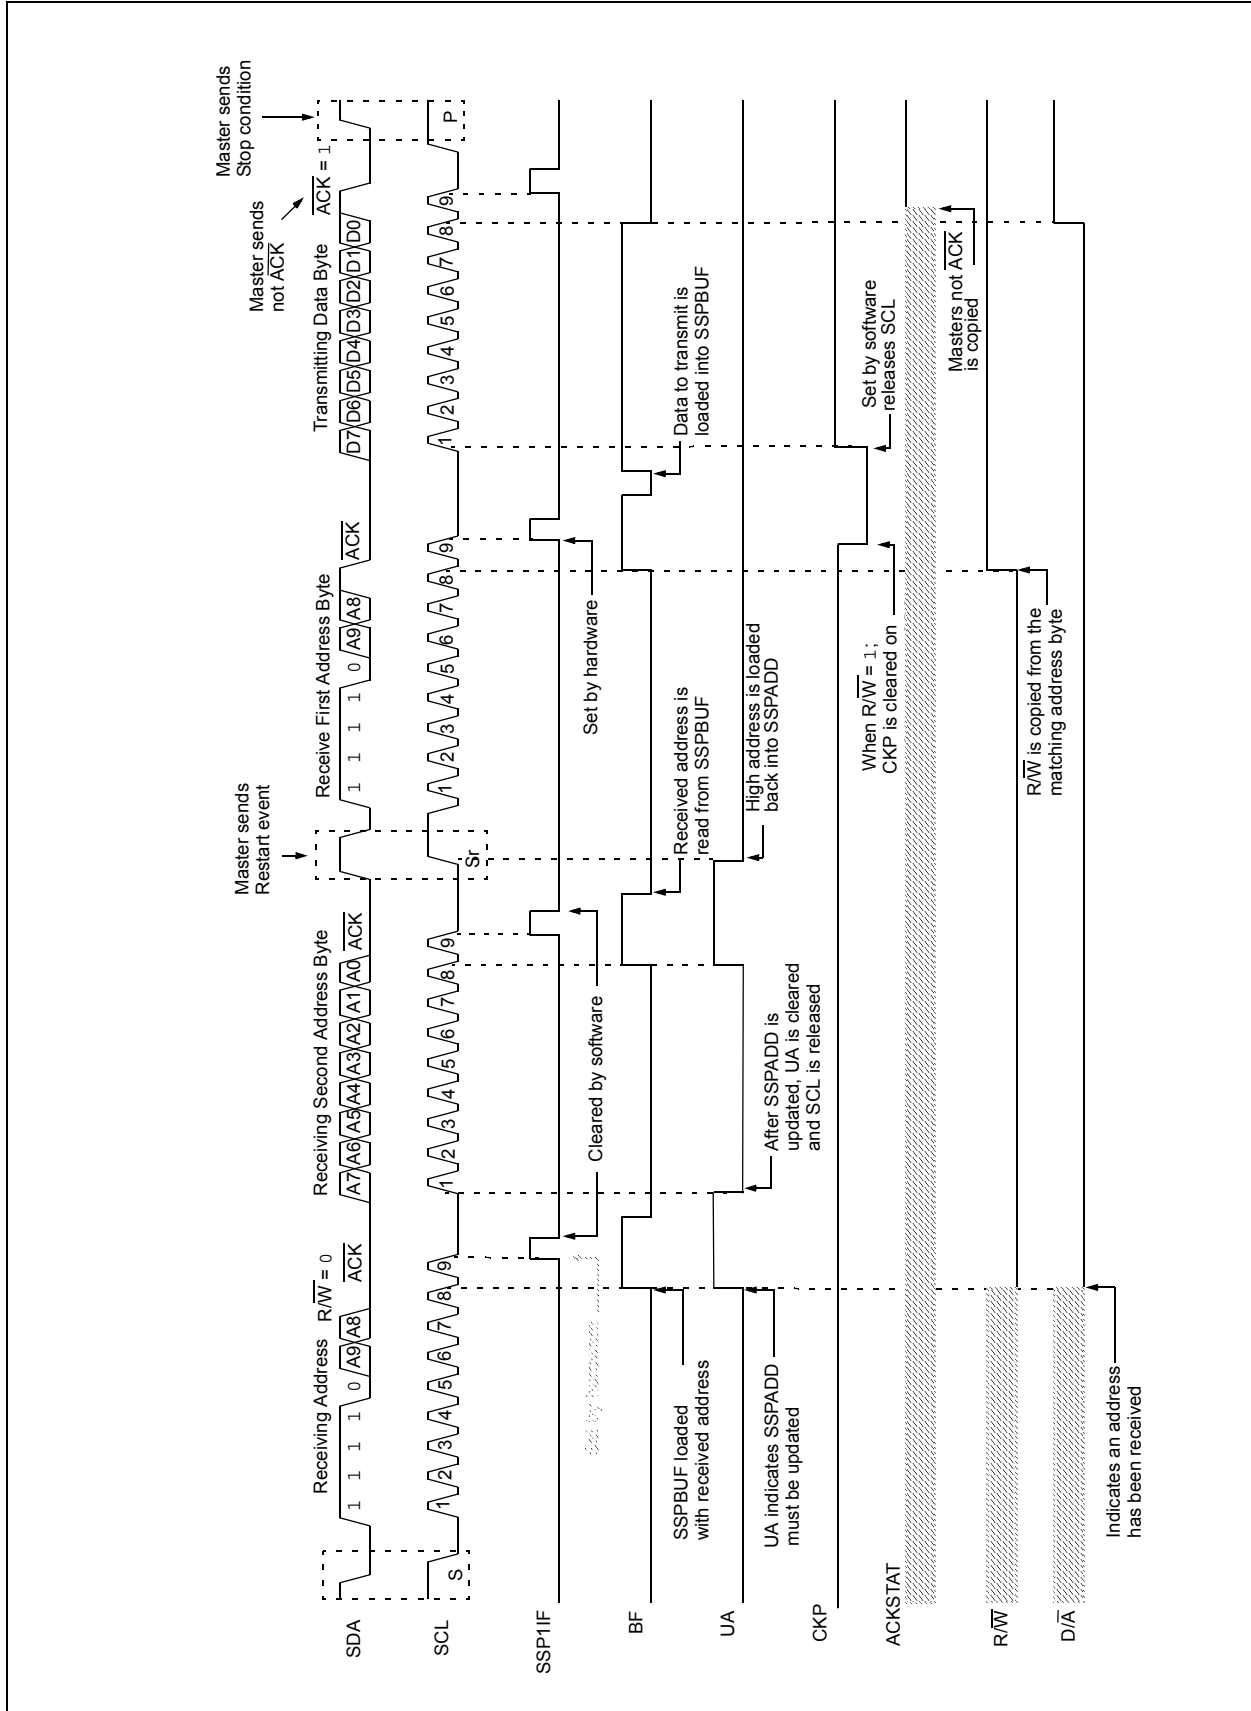 Master sends
Stop condition
Master sends
not ACK
ACK = 1
Master sends
Restart event
Receiving Address
R/W = 0
ACK
Receiving Second Address Byte
ACK
Receive First Address Byte
ACK
Transmitting Data Byte
SDA
1 1 1 1 0 A9 A8
A7 A6 A5 A4 A3 A2 A1 A0
1 1 1 1 0 A9 A8
D7 D6 D5 D4 D3 D2 D1 D0
SCL
S
1 2 3 4 5 6 7 8 9
1 2 3 4 5 6 7 8 9
Sr
1 2 3 4 5 6 7 8 9
1 2 3 4 5 6 7 8 9
P
SSP1IF
Set by hardware
Cleared by software
Set by hardware
BF
SSPBUF loaded
with received address
Received address is
read from SSPBUF
Data to transmit is
loaded into SSPBUF
UA
UA indicates SSPADD
must be updated
After SSPADD is
updated, UA is cleared
and SCL is released
High address is loaded
back into SSPADD
CKP
When R/W = 1;
CKP is cleared on
Set by software
releases SCL
ACKSTAT
Masters not ACK
is copied
R/W
R/W is copied from the
matching address byte
D/A
Indicates an address
has been received